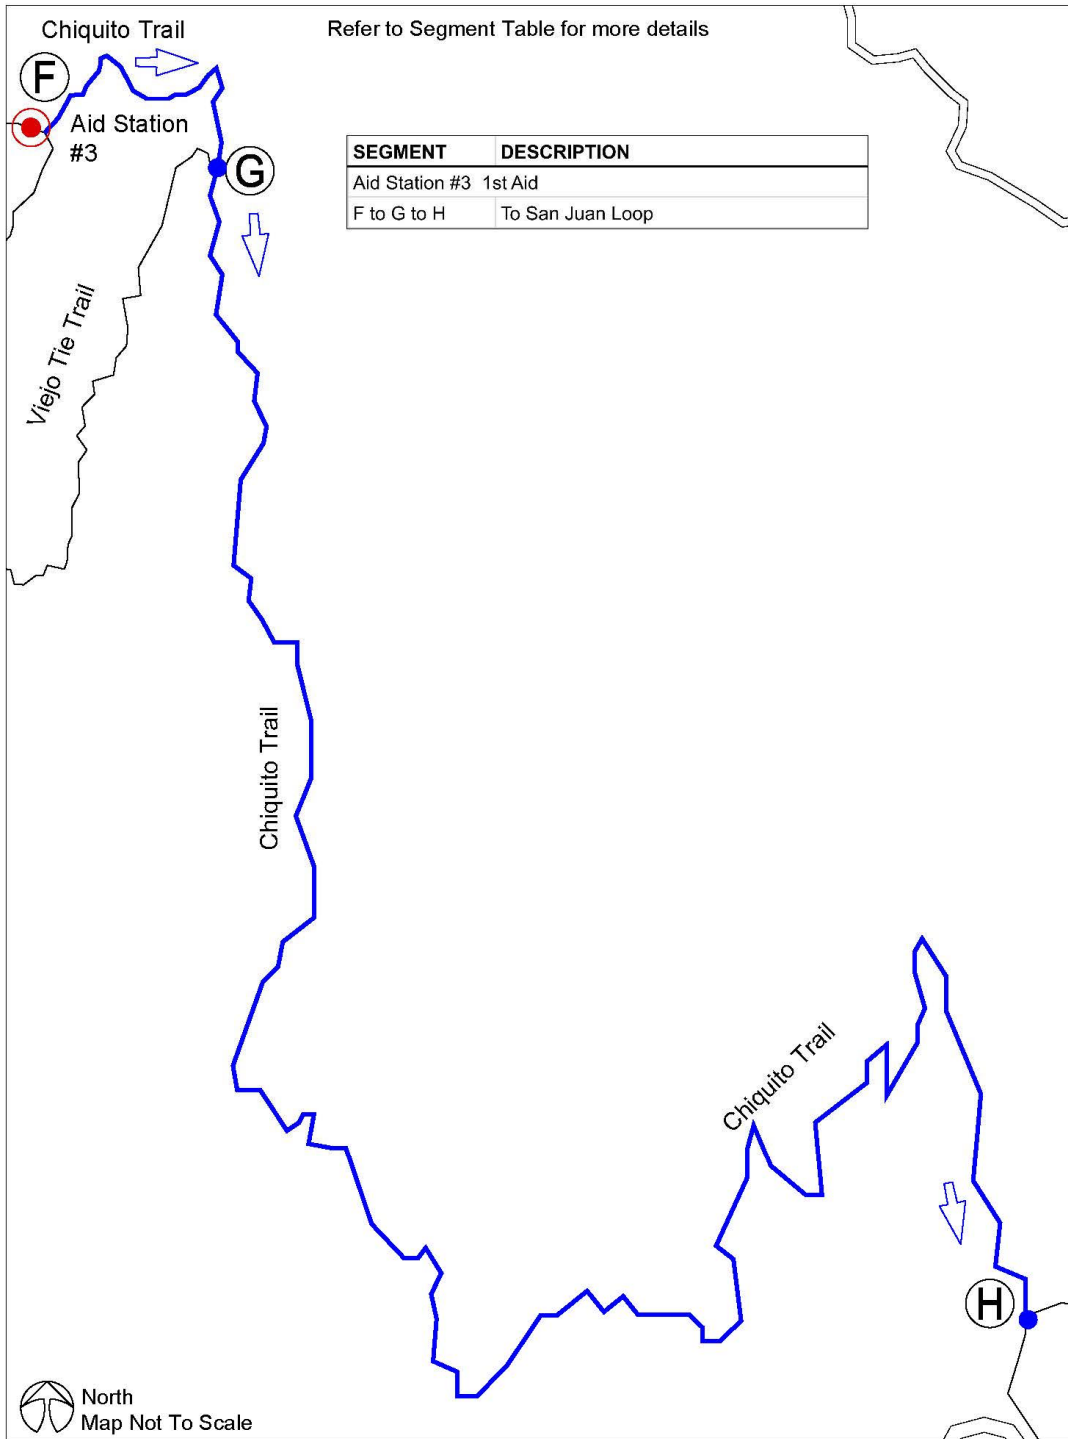 Chiquito Trail
Refer to Segment Table for more details
F
Aid Station
#3
G
SEGMENT DESCRIPTION
Aid Station #3 1st Aid
F to G to H To San Juan Loop
Viejo Tie Trail
Chiquito Trail
Chiquito Trail
H
North
Map Not To Scale